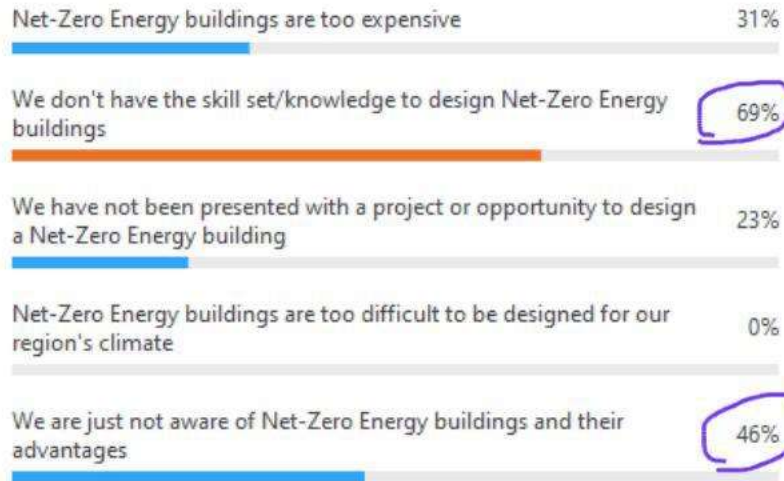 Net-Zero Energy buildings are too expensive 31%
We don't have the skill set/knowledge to design Net-Zero Energy
buildings 69%
We have not been presented with a project or opportunity to design
a Net-Zero Energy building 23%
Net-Zero Energy buildings are too difficult to be designed for our
region's climate 0%
We are just not aware of Net-Zero Energy buildings and their
advantages 46%